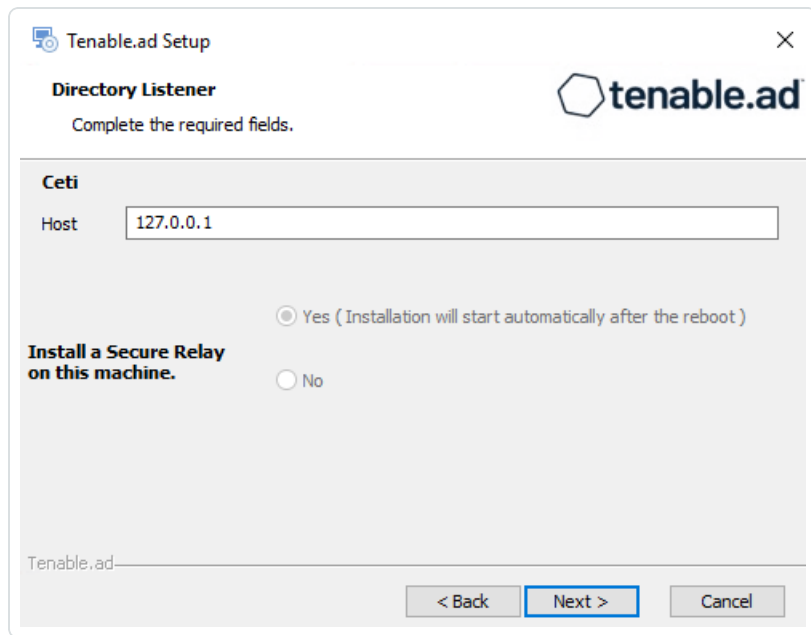 Tenable.ad Setup
Directory Listener
Complete the required fields.
tenable.ad
Ceti
Host
127.0.0.1
Install a Secure Relay
on this machine.
Yes ( Installation will start automatically after the reboot )
No
Tenable.ad
< Back
Next >
Cancel